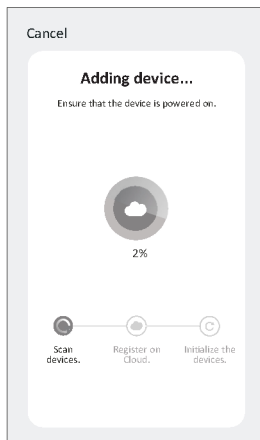 Cancel
Adding device...
Ensure that the device is powered on.
2%
Scan
devices.
Register on
Cloud.
Initialize the
devices.